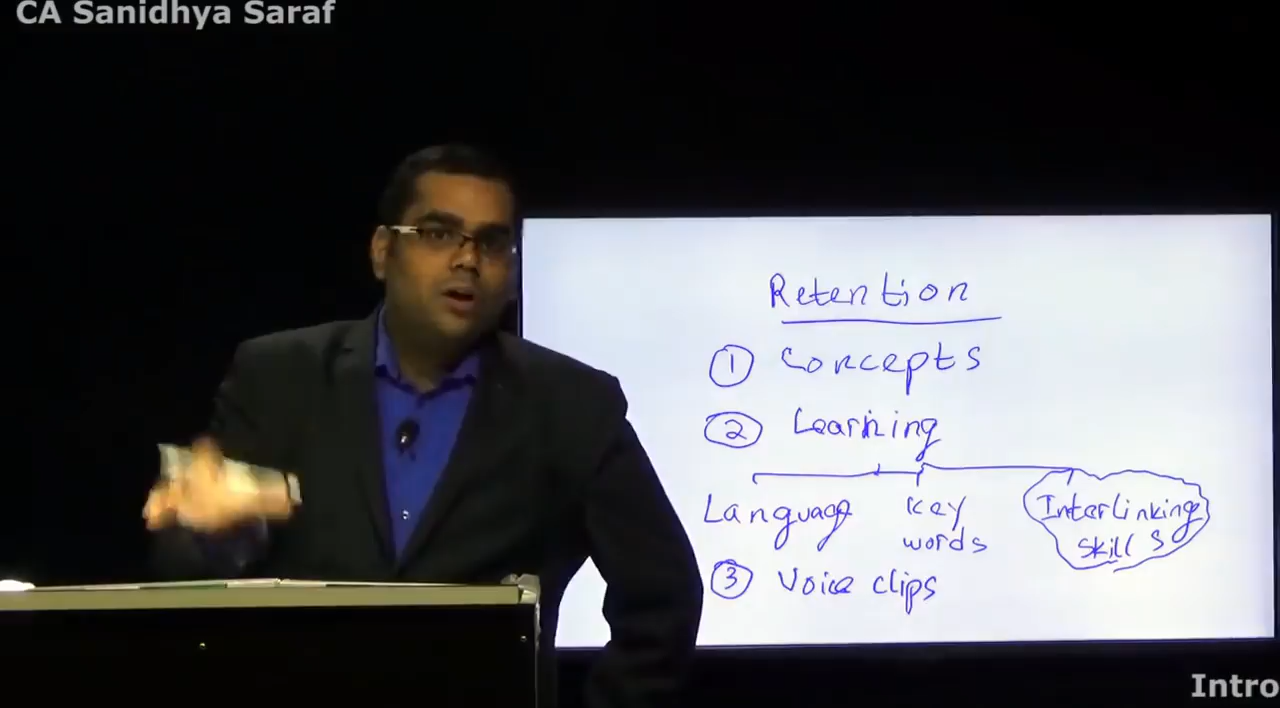 CA Sanidhya Saraf
Retention
① Concepts
② Learning
Language Key words Interlinking Skills
③ Voice clips
Intro